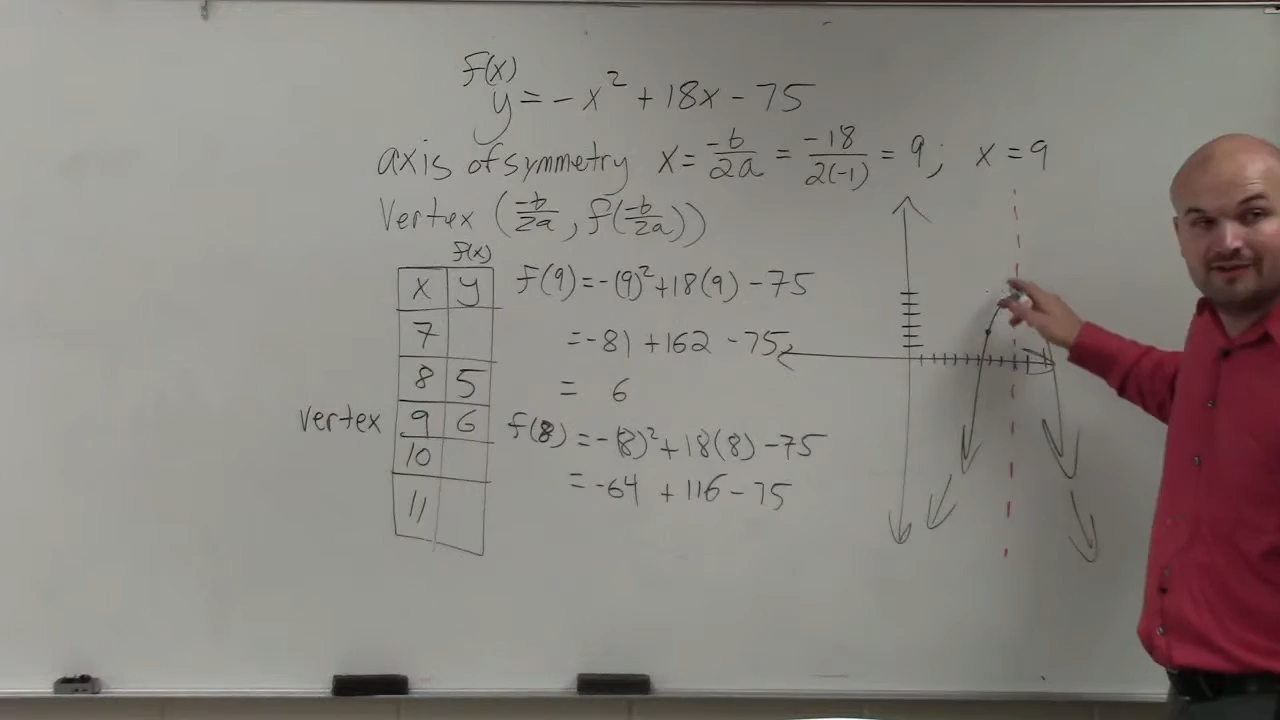 f(x)
y = -x² + 18x - 75
axis of symmetry x = -b/2a = -18/2(-1) = 9; x = 9
Vertex (-b/2a, f(-b/2a))
f(x)
x y
7
8 5
vertex 9 6
10
11
f(9) = -(9)² + 18(9) - 75
= -81 + 162 - 75
= 6
f(8) = -(8)² + 18(8) - 75
= -64 + 116 - 75